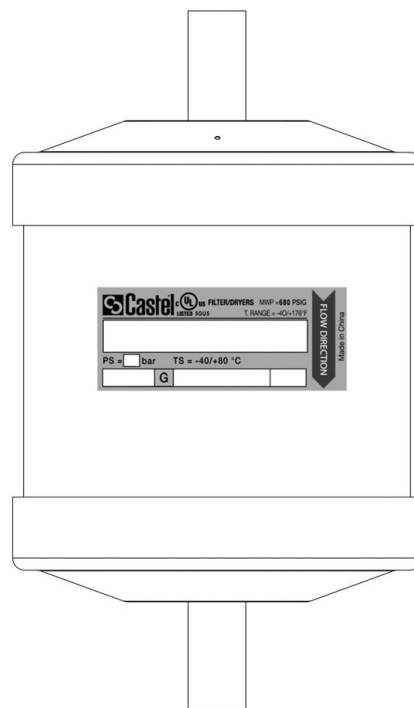 Castel c UL us FILTER/DRYERS MWP =680 PSIG
LISTED SGUS T. RANGE = -40/+176°F
PS = bar TS = -40/+80 °C
G
FLOW DIRECTION
Made in China